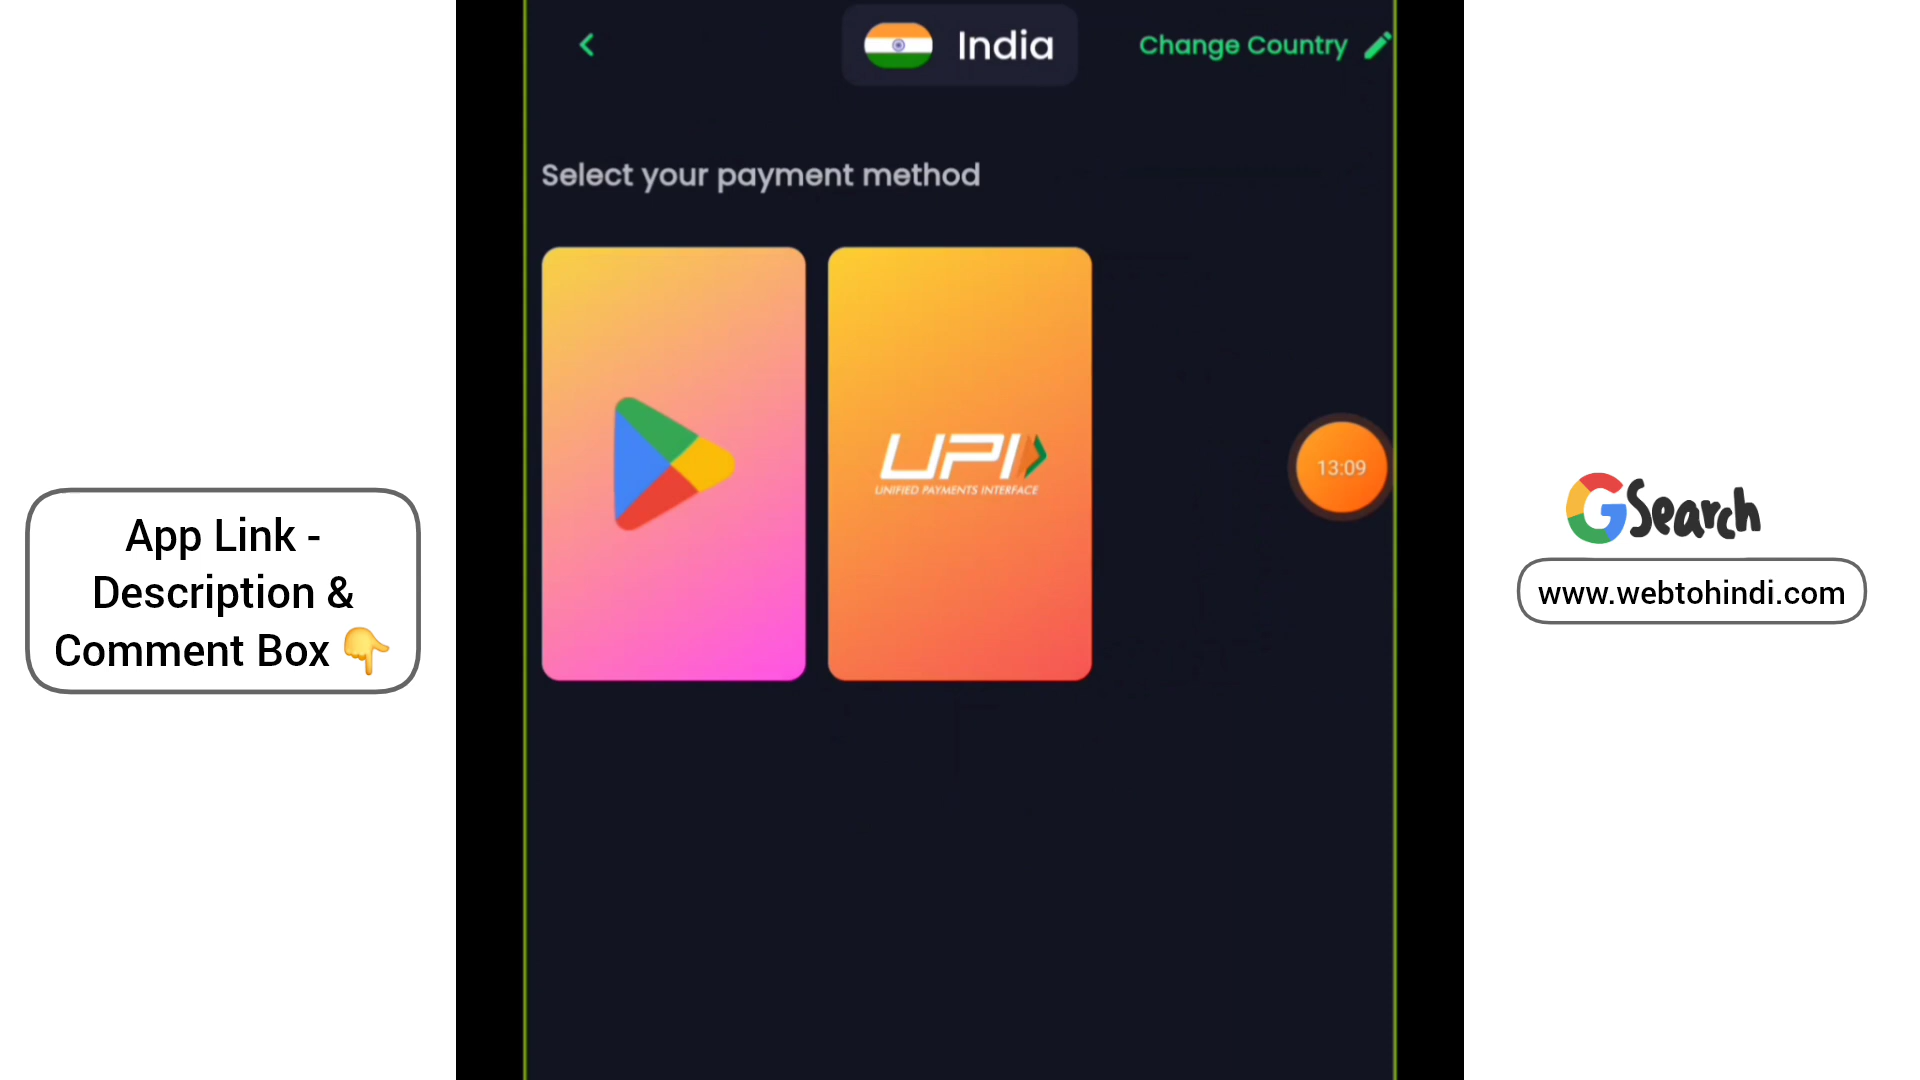 India
Change Country
Select your payment method
UPI
UNIFIED PAYMENTS INTERFACE
13:09
App Link -
Description &
Comment Box 👇
G Search
www.webtohindi.com